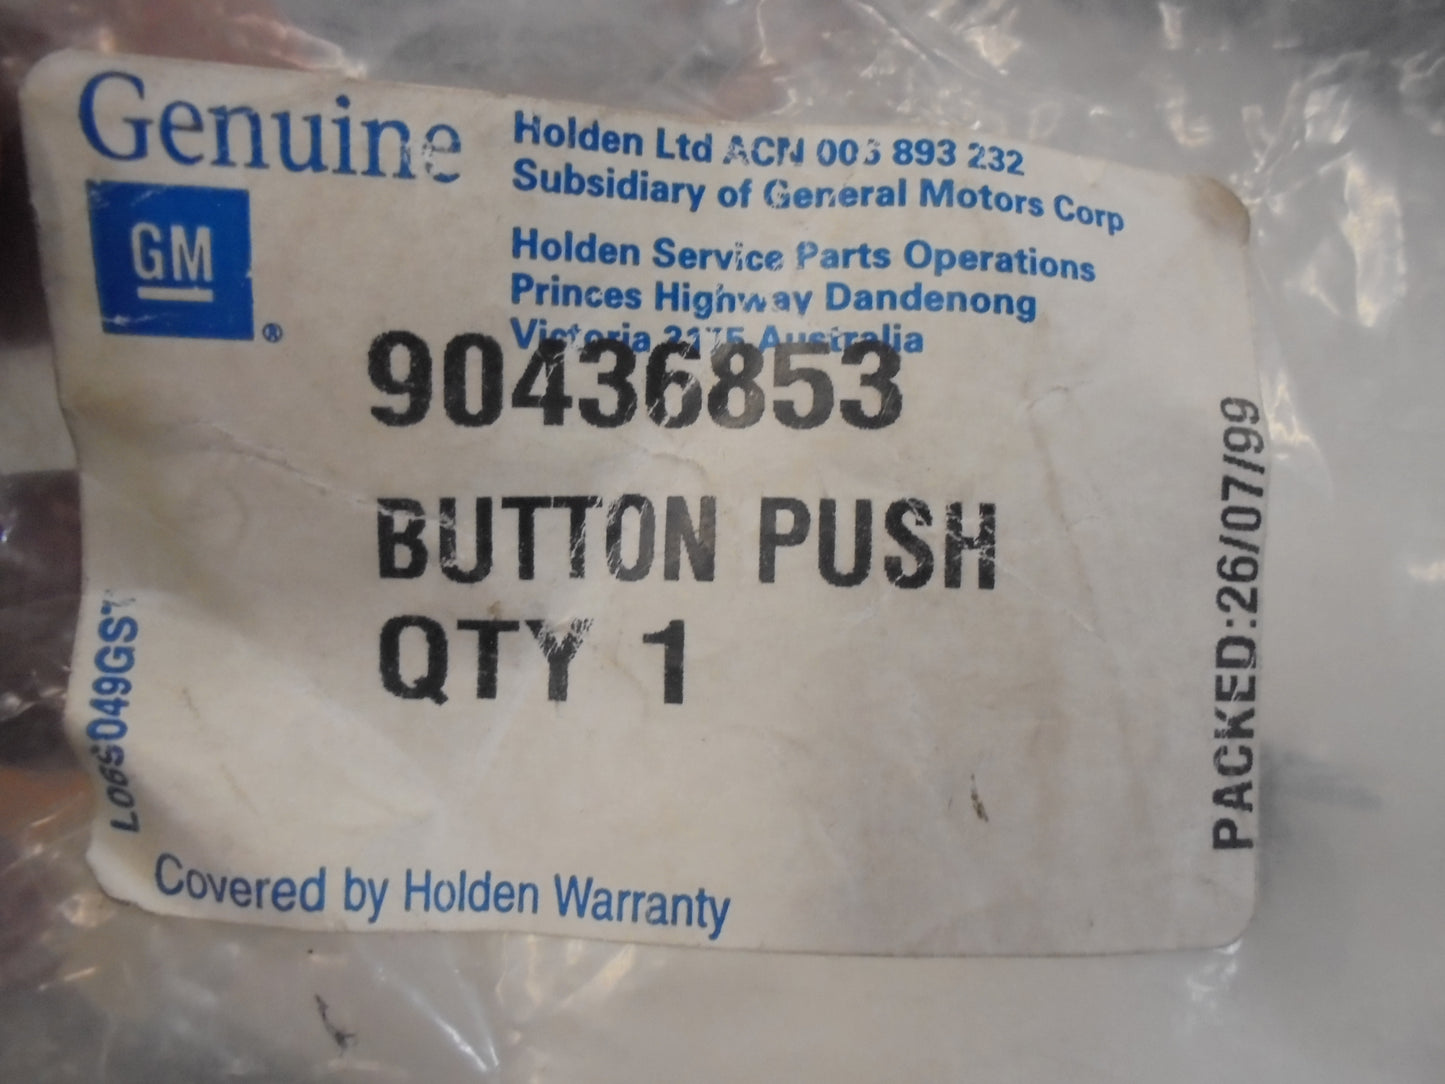 Genuine
GM
®
Holden Ltd ACN 006 893 232
Subsidiary of General Motors Corp
Holden Service Parts Operations
Princes Highway Dandenong
Victoria 3175 Australia
90436853
BUTTON PUSH
QTY 1
PACKED:26/07/99
Covered by Holden Warranty